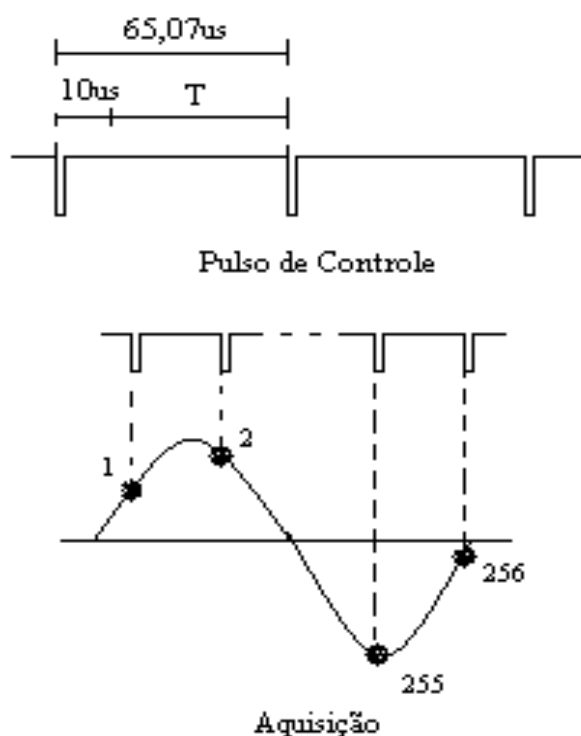 65,07us
10us T
Pulso de Controle
1
2
255
256
Aquisição